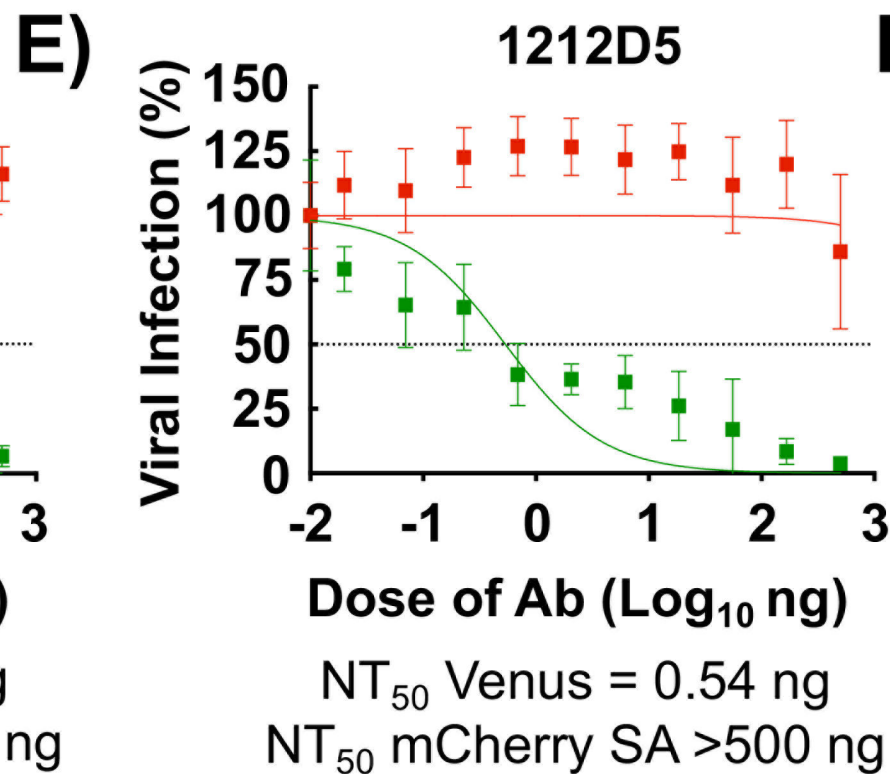 E)
1212D5
Viral Infection (%)
150
125
100
75
50
25
0
-2 -1 0 1 2 3
3
Dose of Ab (Log₁₀ ng)
NT₅₀ Venus = 0.54 ng
NT₅₀ mCherry SA >500 ng
ng